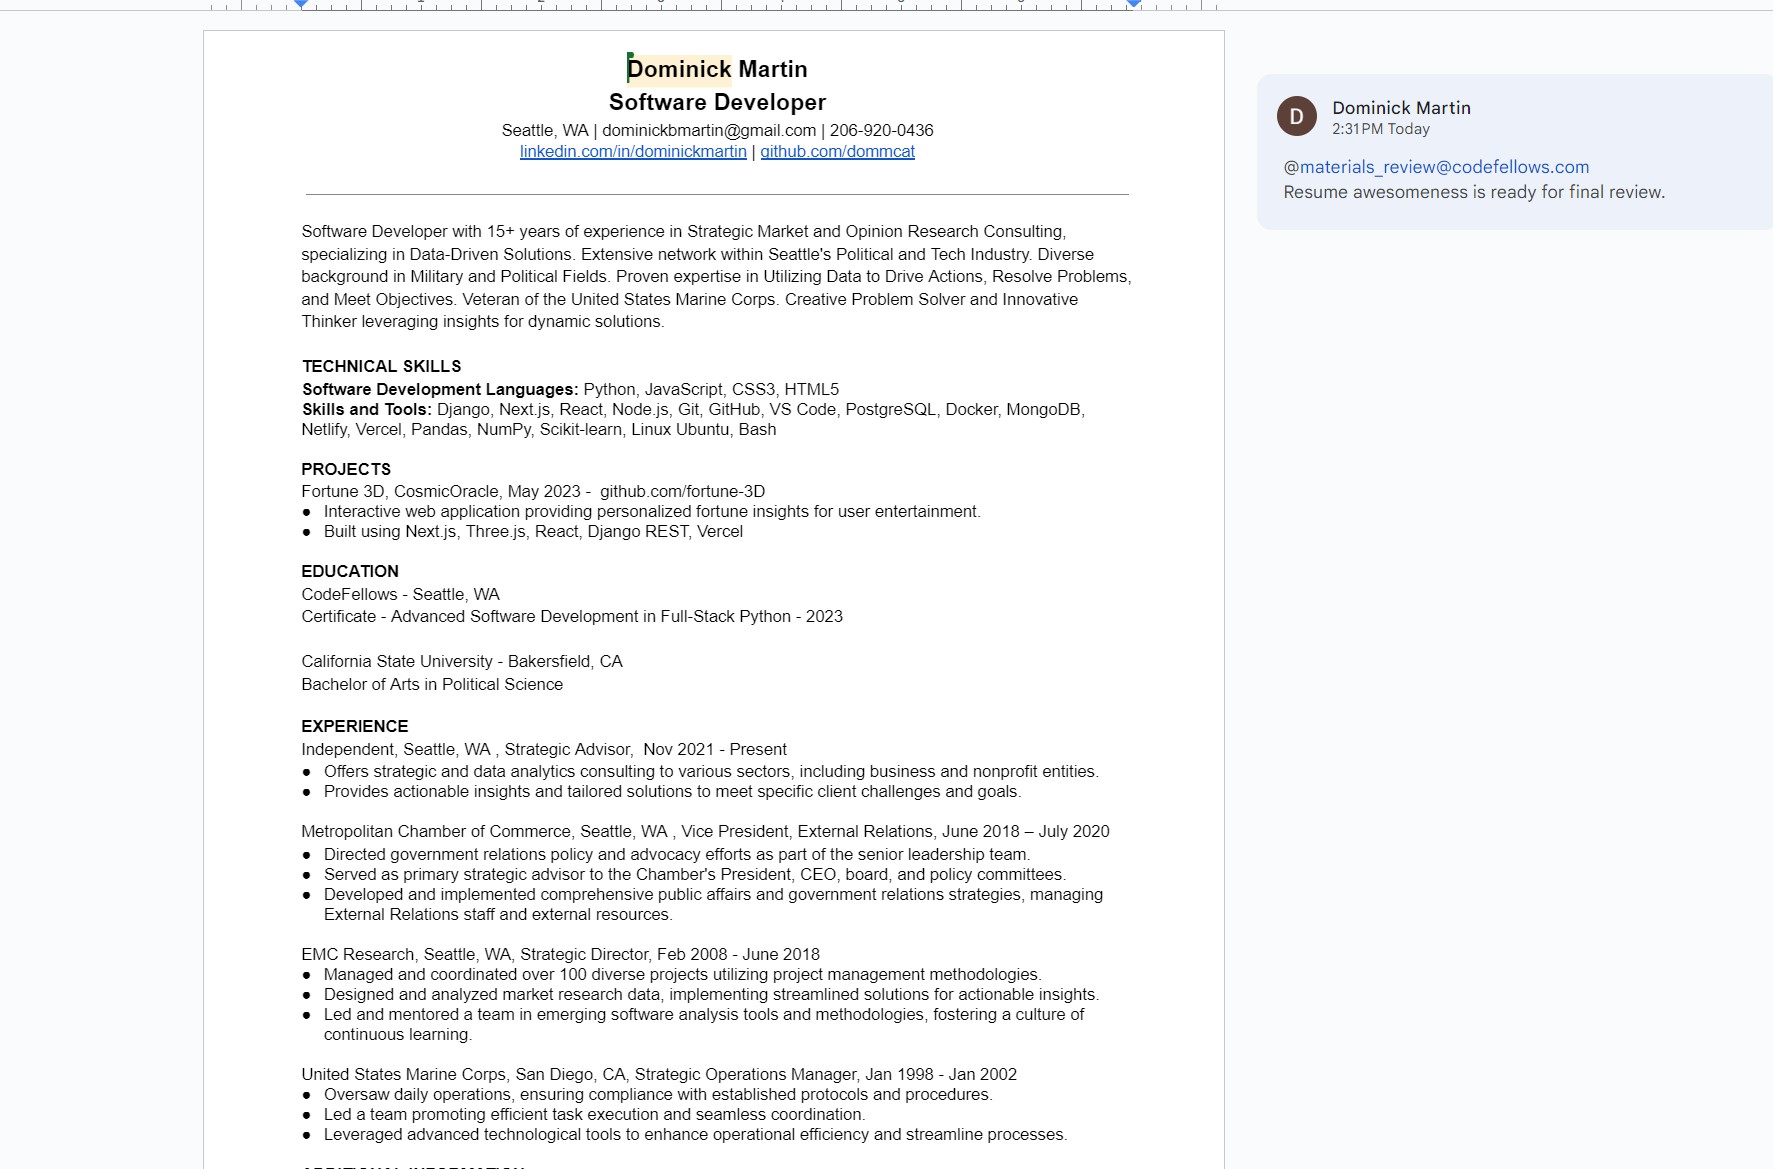 Dominick Martin
Software Developer
Seattle, WA | dominickbmartin@gmail.com | 206-920-0436
linkedin.com/in/dominickmartin | github.com/dommcat
Software Developer with 15+ years of experience in Strategic Market and Opinion Research Consulting,
specializing in Data-Driven Solutions. Extensive network within Seattle's Political and Tech Industry. Diverse
background in Military and Political Fields. Proven expertise in Utilizing Data to Drive Actions, Resolve Problems,
and Meet Objectives. Veteran of the United States Marine Corps. Creative Problem Solver and Innovative
Thinker leveraging insights for dynamic solutions.
TECHNICAL SKILLS
Software Development Languages: Python, JavaScript, CSS3, HTML5
Skills and Tools: Django, Next.js, React, Node.js, Git, GitHub, VS Code, PostgreSQL, Docker, MongoDB,
Netlify, Vercel, Pandas, NumPy, Scikit-learn, Linux Ubuntu, Bash
PROJECTS
Fortune 3D, CosmicOracle, May 2023 -  github.com/fortune-3D
● Interactive web application providing personalized fortune insights for user entertainment.
● Built using Next.js, Three.js, React, Django REST, Vercel
EDUCATION
CodeFellows - Seattle, WA
Certificate - Advanced Software Development in Full-Stack Python - 2023
California State University - Bakersfield, CA
Bachelor of Arts in Political Science
EXPERIENCE
Independent, Seattle, WA , Strategic Advisor,  Nov 2021 - Present
● Offers strategic and data analytics consulting to various sectors, including business and nonprofit entities.
● Provides actionable insights and tailored solutions to meet specific client challenges and goals.
Metropolitan Chamber of Commerce, Seattle, WA , Vice President, External Relations, June 2018 – July 2020
● Directed government relations policy and advocacy efforts as part of the senior leadership team.
● Served as primary strategic advisor to the Chamber's President, CEO, board, and policy committees.
● Developed and implemented comprehensive public affairs and government relations strategies, managing
External Relations staff and external resources.
EMC Research, Seattle, WA, Strategic Director, Feb 2008 - June 2018
● Managed and coordinated over 100 diverse projects utilizing project management methodologies.
● Designed and analyzed market research data, implementing streamlined solutions for actionable insights.
● Led and mentored a team in emerging software analysis tools and methodologies, fostering a culture of
continuous learning.
United States Marine Corps, San Diego, CA, Strategic Operations Manager, Jan 1998 - Jan 2002
● Oversaw daily operations, ensuring compliance with established protocols and procedures.
● Led a team promoting efficient task execution and seamless coordination.
● Leveraged advanced technological tools to enhance operational efficiency and streamline processes.
D
Dominick Martin
2:31 PM Today
@materials_review@codefellows.com
Resume awesomeness is ready for final review.